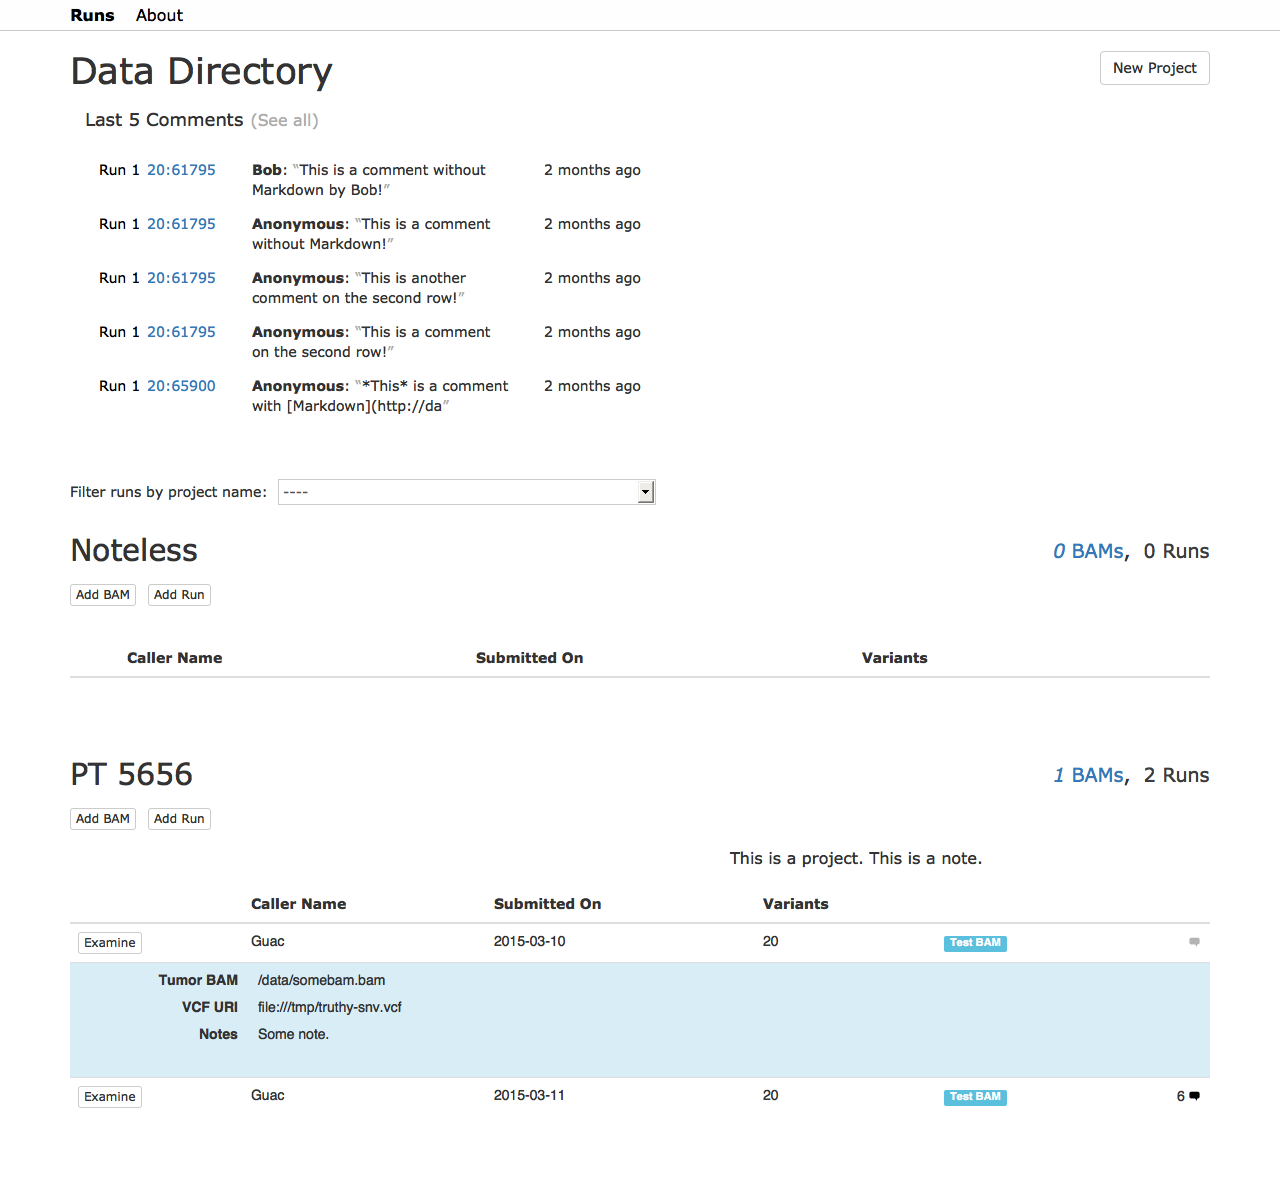 Runs About
Data Directory New Project
Last 5 Comments (See all)
Run 1 20:61795 Bob: "This is a comment without 2 months ago
Markdown by Bob!"
Run 1 20:61795 Anonymous: "This is a comment 2 months ago
without Markdown!"
Run 1 20:61795 Anonymous: "This is another 2 months ago
comment on the second row!"
Run 1 20:61795 Anonymous: "This is a comment 2 months ago
on the second row!"
Run 1 20:65900 Anonymous: "*This* is a comment 2 months ago
with [Markdown](http://da"
Filter runs by project name: ----
Noteless 0 BAMs, 0 Runs
Add BAM Add Run
Caller Name Submitted On Variants
PT 5656 1 BAMs, 2 Runs
Add BAM Add Run
This is a project. This is a note.
Caller Name Submitted On Variants
Examine Guac 2015-03-10 20 Test BAM
Tumor BAM /data/somebam.bam
VCF URI file:///tmp/truthy-snv.vcf
Notes Some note.
Examine Guac 2015-03-11 20 Test BAM 6